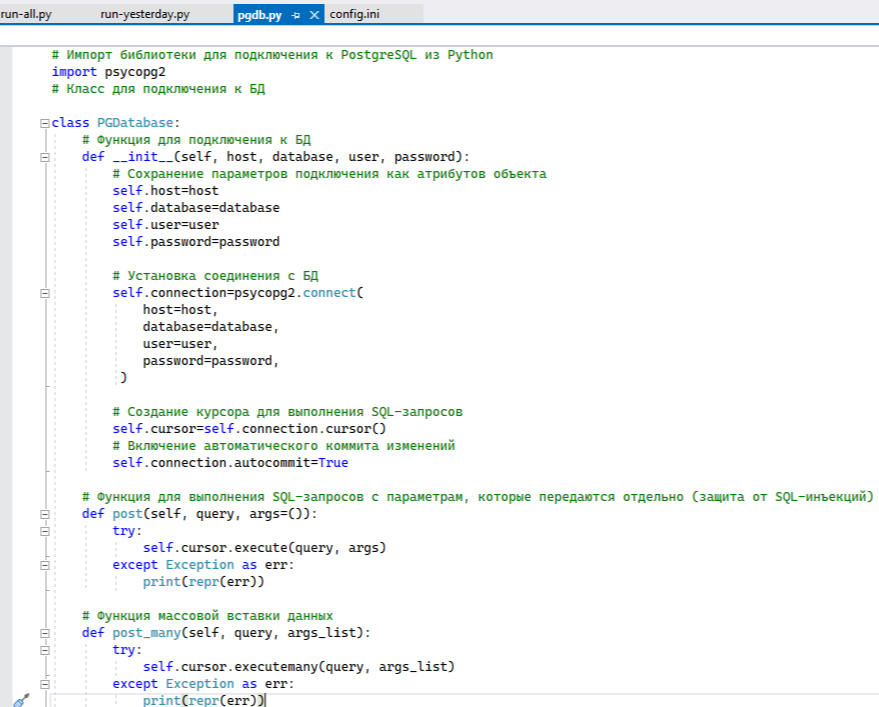 run-all.py run-yesterday.py pgdb.py config.ini
# Импорт библиотеки для подключения к PostgreSQL из Python
import psycopg2
# Класс для подключения к БД
class PGDatabase:
# Функция для подключения к БД
def __init__(self, host, database, user, password):
# Сохранение параметров подключения как атрибутов объекта
self.host=host
self.database=database
self.user=user
self.password=password
# Установка соединения с БД
self.connection=psycopg2.connect(
host=host,
database=database,
user=user,
password=password,
)
# Создание курсора для выполнения SQL-запросов
self.cursor=self.connection.cursor()
# Включение автоматического коммита изменений
self.connection.autocommit=True
# Функция для выполнения SQL-запросов с параметрам, которые передаются отдельно (защита от SQL-инъекций)
def post(self, query, args=()):
try:
self.cursor.execute(query, args)
except Exception as err:
print(repr(err))
# Функция массовой вставки данных
def post_many(self, query, args_list):
try:
self.cursor.executemany(query, args_list)
except Exception as err:
print(repr(err))